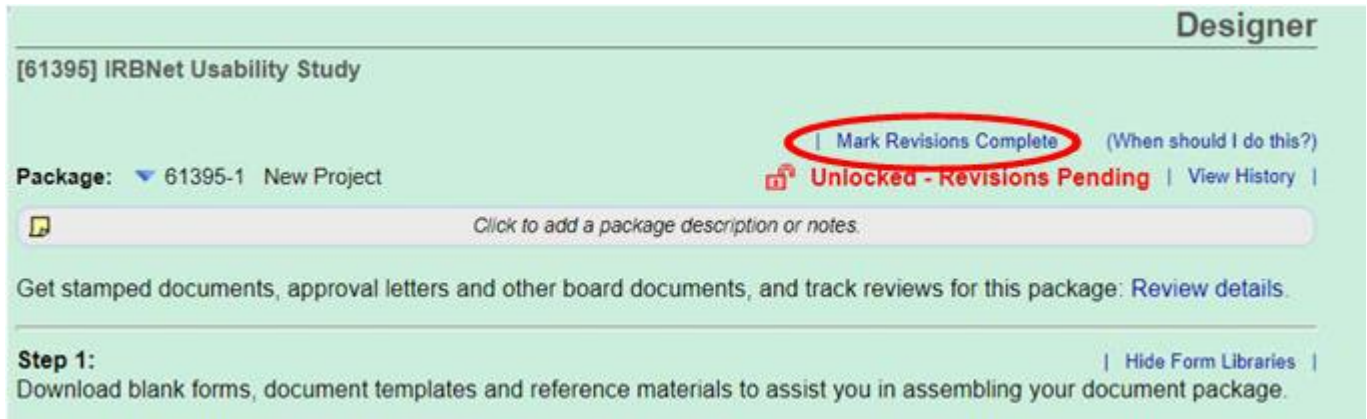 Designer
[61395] IRBNet Usability Study
| Mark Revisions Complete (When should I do this?)
Package: 61395-1 New Project Unlocked - Revisions Pending | View History |
Click to add a package description or notes.
Get stamped documents, approval letters and other board documents, and track reviews for this package: Review details.
Step 1: | Hide Form Libraries |
Download blank forms, document templates and reference materials to assist you in assembling your document package.